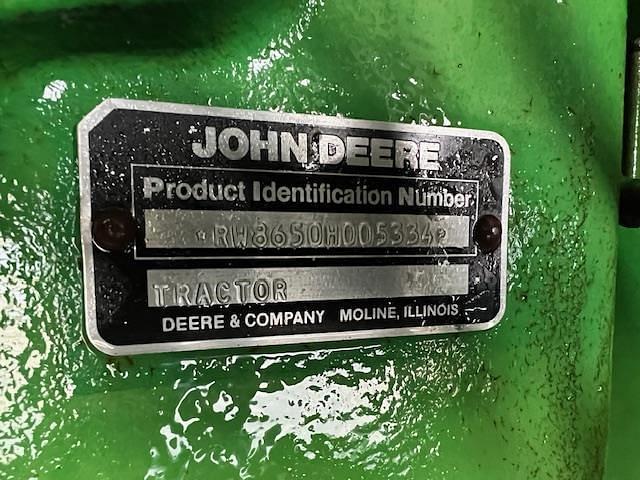 JOHN DEERE
Product Identification Number
*RW8650H005334*
TRACTOR
DEERE & COMPANY MOLINE, ILLINOIS